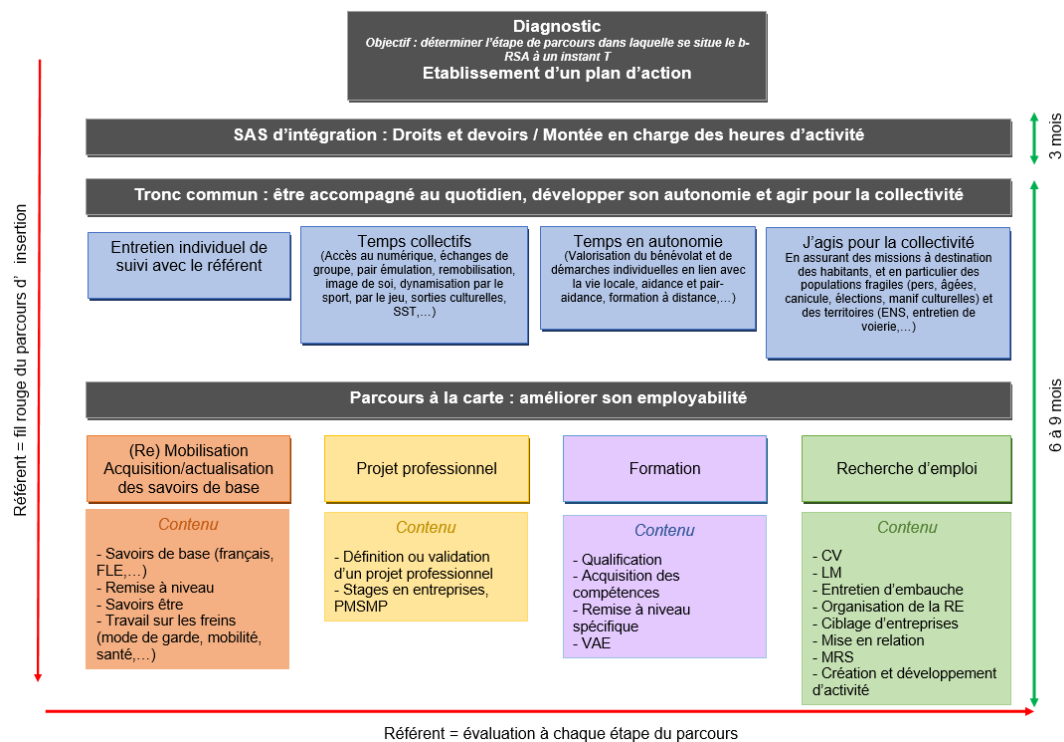 Diagnostic
Objectif : déterminer l'étape de parcours dans laquelle se situe le b-
RSA à un instant T
Etablissement d'un plan d'action
SAS d'intégration : Droits et devoirs / Montée en charge des heures d'activité
3 mois
Tronc commun : être accompagné au quotidien, développer son autonomie et agir pour la collectivité
Entretien individuel de
suivi avec le référent
Temps collectifs
(Accès au numérique, échanges de
groupe, pair émulation, remobilisation,
image de soi, dynamisation par le
sport, par le jeu, sorties culturelles,
SST,…)
Temps en autonomie
(Valorisation du bénévolat et de
démarches individuelles en lien avec
la vie locale, aidance et pair-
aidance, formation à distance,…)
J'agis pour la collectivité
En assurant des missions à destination
des habitants, et en particulier des
populations fragiles (pers, âgées,
canicule, élections, manif culturelles) et
des territoires (ENS, entretien de
voierie,…)
Référent = fil rouge du parcours d' insertion
Parcours à la carte : améliorer son employabilité
6 à 9 mois
(Re) Mobilisation
Acquisition/actualisation
des savoirs de base
Projet professionnel
Formation
Recherche d'emploi
Contenu
- Savoirs de base (français,
FLE,…)
- Remise à niveau
- Savoirs être
- Travail sur les freins
(mode de garde, mobilité,
santé,…)
Contenu
- Définition ou validation
d'un projet professionnel
- Stages en entreprises,
PMSMP
Contenu
- Qualification
- Acquisition des
compétences
- Remise à niveau
spécifique
- VAE
Contenu
- CV
- LM
- Entretien d'embauche
- Organisation de la RE
- Ciblage d'entreprises
- Mise en relation
- MRS
- Création et développement
d'activité
Référent = évaluation à chaque étape du parcours